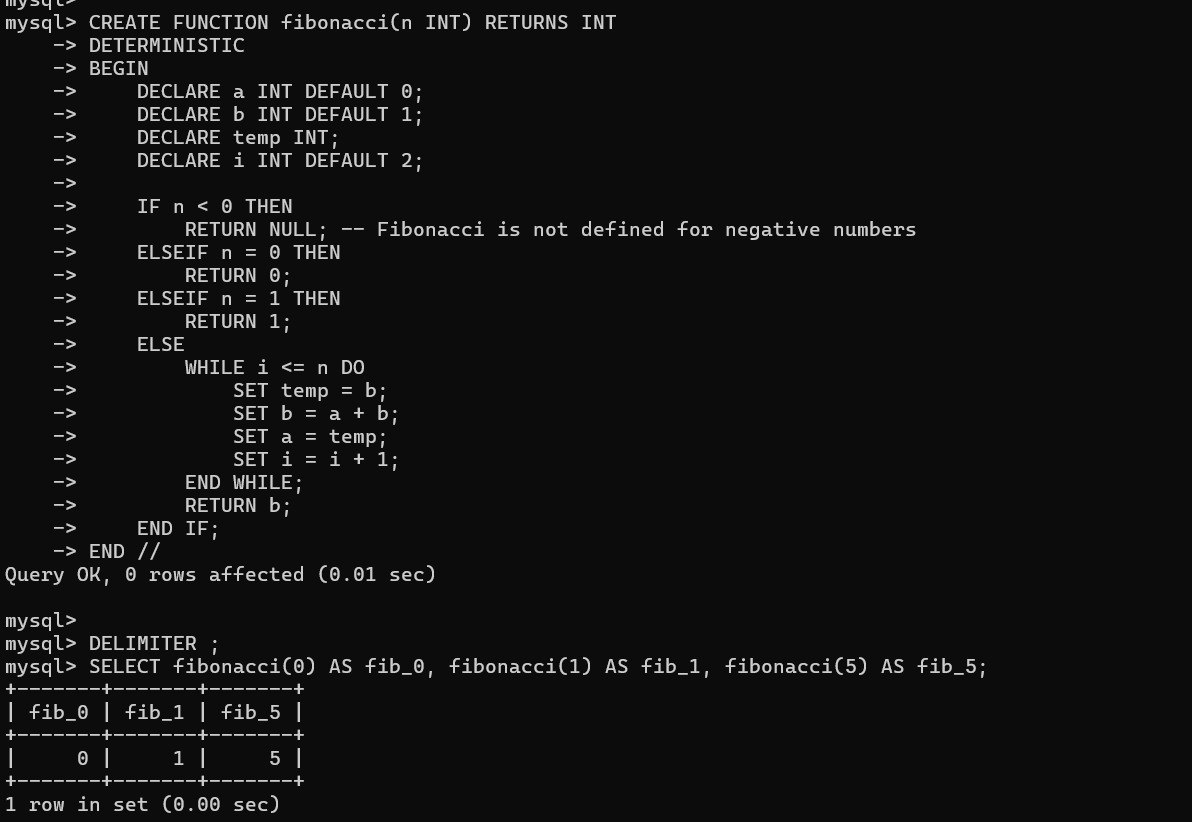 mysql>
mysql> CREATE FUNCTION fibonacci(n INT) RETURNS INT
    -> DETERMINISTIC
    -> BEGIN
    ->     DECLARE a INT DEFAULT 0;
    ->     DECLARE b INT DEFAULT 1;
    ->     DECLARE temp INT;
    ->     DECLARE i INT DEFAULT 2;
    ->
    ->     IF n < 0 THEN
    ->         RETURN NULL; -- Fibonacci is not defined for negative numbers
    ->     ELSEIF n = 0 THEN
    ->         RETURN 0;
    ->     ELSEIF n = 1 THEN
    ->         RETURN 1;
    ->     ELSE
    ->         WHILE i <= n DO
    ->             SET temp = b;
    ->             SET b = a + b;
    ->             SET a = temp;
    ->             SET i = i + 1;
    ->         END WHILE;
    ->         RETURN b;
    ->     END IF;
    -> END //
Query OK, 0 rows affected (0.01 sec)

mysql>
mysql> DELIMITER ;
mysql> SELECT fibonacci(0) AS fib_0, fibonacci(1) AS fib_1, fibonacci(5) AS fib_5;
+-------+-------+-------+
| fib_0 | fib_1 | fib_5 |
+-------+-------+-------+
|     0 |     1 |     5 |
+-------+-------+-------+
1 row in set (0.00 sec)